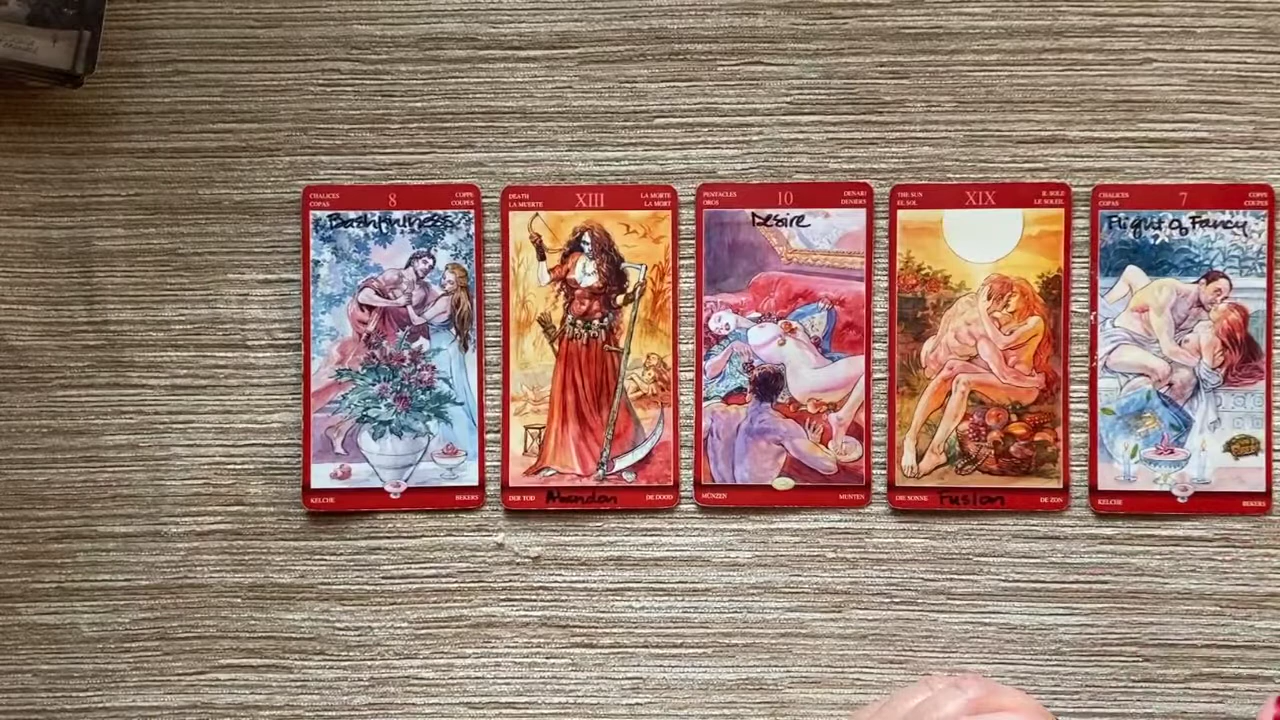 CHALICES 8 COPPE
COPAS COUPES
Bashfulness
KELCHE BEKERS
DEATH XIII LA MORTE
LA MUERTE LA MORT
DER TOD Abandon DE DOOD
PENTACLES 10 DENARI
OROS DENIERS
Desire
MÜNZEN MUNTEN
THE SUN XIX IL SOLE
EL SOL LE SOLEIL
DIE SONNE Fusion DE ZON
CHALICES 7 COPPE
COPAS COUPES
Flight of Fancy
KELCHE BEKERS